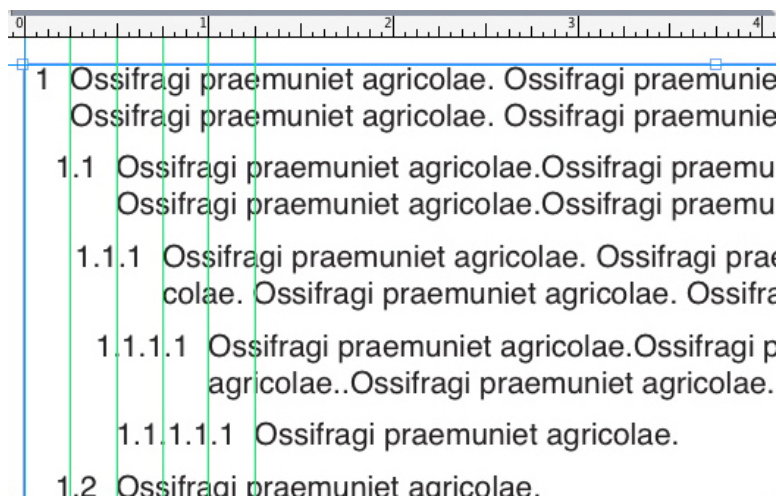 0 1 2 3 4
1 Ossifragi praemuniet agricolae. Ossifragi praemunie
Ossifragi praemuniet agricolae. Ossifragi praemunie
1.1 Ossifragi praemuniet agricolae.Ossifragi praemu
Ossifragi praemuniet agricolae.Ossifragi praemu
1.1.1 Ossifragi praemuniet agricolae. Ossifragi prae
colae. Ossifragi praemuniet agricolae. Ossifra
1.1.1.1 Ossifragi praemuniet agricolae.Ossifragi p
agricolae..Ossifragi praemuniet agricolae.
1.1.1.1.1 Ossifragi praemuniet agricolae.
1.2 Ossifragi praemuniet agricolae.